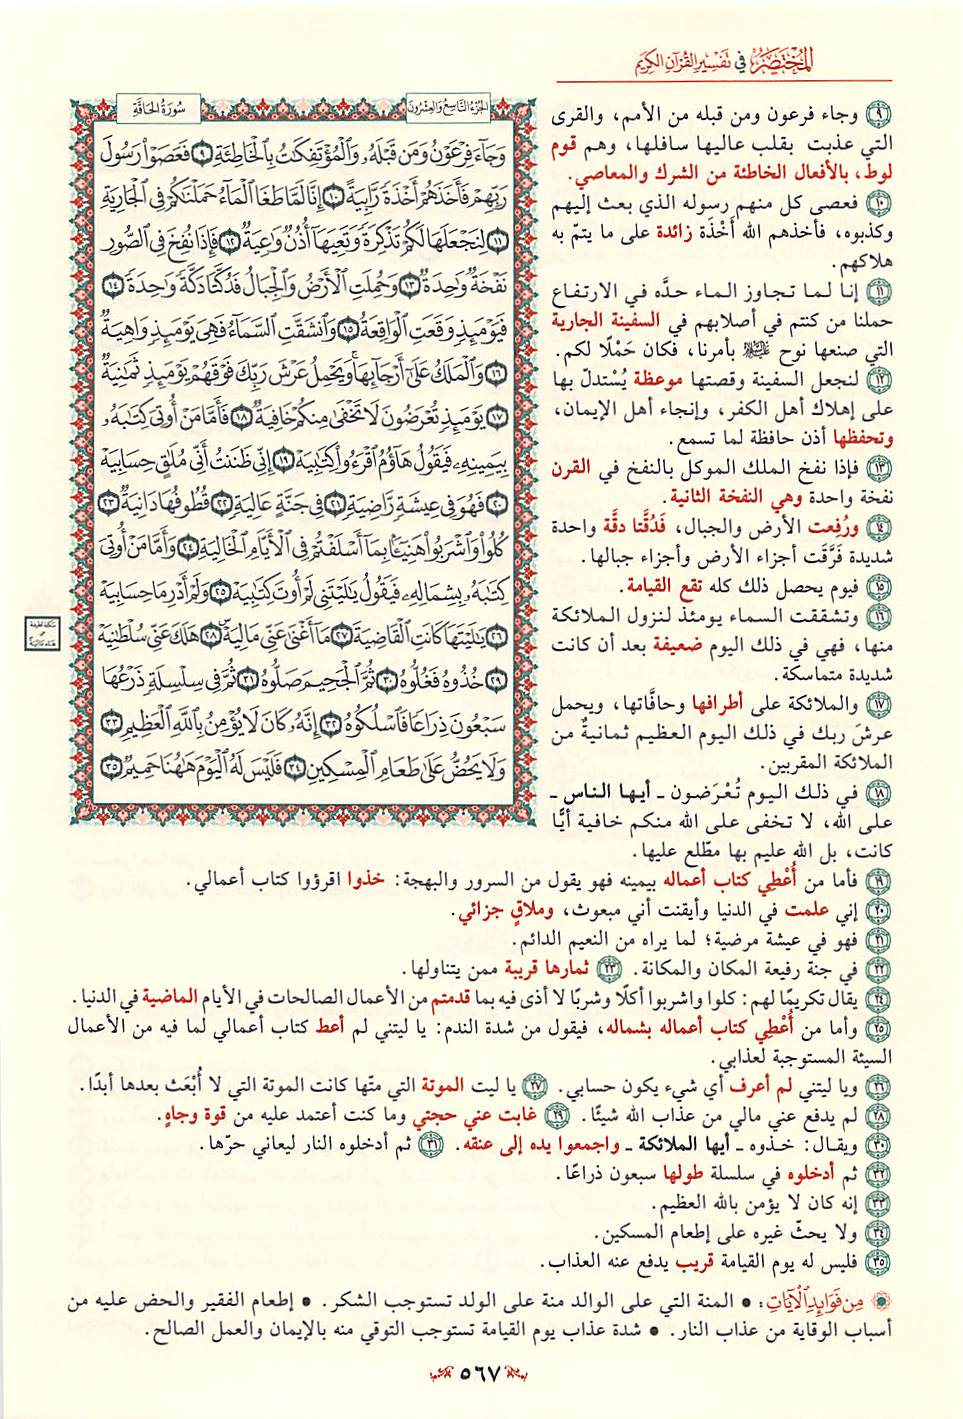 المختصر في تفسير القرآن الكريم
الجزء التاسع والعشرون
سورة الحاقة
وَجَآءَ فِرْعَوْنُ وَمَن قَبْلَهُۥ وَٱلْمُؤْتَفِكَٰتُ بِٱلْخَاطِئَةِ ٩ فَعَصَوْا۟ رَسُولَ
رَبِّهِمْ فَأَخَذَهُمْ أَخْذَةً رَّابِيَةً ١٠ إِنَّا لَمَّا طَغَا ٱلْمَآءُ حَمَلْنَٰكُمْ فِى ٱلْجَارِيَةِ
١١ لِنَجْعَلَهَا لَكُمْ تَذْكِرَةً وَتَعِيَهَآ أُذُنٌ وَٰعِيَةٌ ١٢ فَإِذَا نُفِخَ فِى ٱلصُّورِ
نَفْخَةٌ وَٰحِدَةٌ ١٣ وَحُمِلَتِ ٱلْأَرْضُ وَٱلْجِبَالُ فَدُكَّتَا دَكَّةً وَٰحِدَةً ١٤
فَيَوْمَئِذٍ وَقَعَتِ ٱلْوَاقِعَةُ ١٥ وَٱنشَقَّتِ ٱلسَّمَآءُ فَهِىَ يَوْمَئِذٍ وَاهِيَةٌ
١٦ وَٱلْمَلَكُ عَلَىٰٓ أَرْجَآئِهَا ۚ وَيَحْمِلُ عَرْشَ رَبِّكَ فَوْقَهُمْ يَوْمَئِذٍ ثَمَٰنِيَةٌ
١٧ يَوْمَئِذٍ تُعْرَضُونَ لَا تَخْفَىٰ مِنكُمْ خَافِيَةٌ ١٨ فَأَمَّا مَنْ أُوتِىَ كِتَٰبَهُۥ
بِيَمِينِهِۦ فَيَقُولُ هَآؤُمُ ٱقْرَءُوا۟ كِتَٰبِيَهْ ١٩ إِنِّى ظَنَنتُ أَنِّى مُلَٰقٍ حِسَابِيَهْ
٢٠ فَهُوَ فِى عِيشَةٍ رَّاضِيَةٍ ٢١ فِى جَنَّةٍ عَالِيَةٍ ٢٢ قُطُوفُهَا دَانِيَةٌ ٢٣
كُلُوا۟ وَٱشْرَبُوا۟ هَنِيٓـًٔۢا بِمَآ أَسْلَفْتُمْ فِى ٱلْأَيَّامِ ٱلْخَالِيَةِ ٢٤ وَأَمَّا مَنْ أُوتِىَ
كِتَٰبَهُۥ بِشِمَالِهِۦ فَيَقُولُ يَٰلَيْتَنِى لَمْ أُوتَ كِتَٰبِيَهْ ٢٥ وَلَمْ أَدْرِ مَا حِسَابِيَهْ
٢٦ يَٰلَيْتَهَا كَانَتِ ٱلْقَاضِيَةَ ٢٧ مَآ أَغْنَىٰ عَنِّى مَالِيَهْ ۜ ٢٨ هَلَكَ عَنِّى سُلْطَٰنِيَهْ
٢٩ خُذُوهُ فَغُلُّوهُ ٣٠ ثُمَّ ٱلْجَحِيمَ صَلُّوهُ ٣١ ثُمَّ فِى سِلْسِلَةٍ ذَرْعُهَا
سَبْعُونَ ذِرَاعًا فَٱسْلُكُوهُ ٣٢ إِنَّهُۥ كَانَ لَا يُؤْمِنُ بِٱللَّهِ ٱلْعَظِيمِ ٣٣
وَلَا يَحُضُّ عَلَىٰ طَعَامِ ٱلْمِسْكِينِ ٣٤ فَلَيْسَ لَهُ ٱلْيَوْمَ هَٰهُنَا حَمِيمٌ ٣٥
٩ وجاء فرعون ومن قبله من الأمم، والقرى
التي عذبت بقلب عاليها سافلها، وهم قوم
لوط، بالأفعال الخاطئة من الشرك والمعاصي.
١٠ فعصى كل منهم رسوله الذي بعث إليهم
وكذبوه، فأخذهم الله أَخْذَة زائدة على ما يتمّ به
هلاكهم.
١١ إنا لما تجاوز الماء حدَّه في الارتفاع
حملنا من كنتم في أصلابهم في السفينة الجارية
التي صنعها نوح ﵇ بأمرنا، فكان حَمْلًا لكم.
١٢ لنجعل السفينة وقصتها موعظة يُسْتدلّ بها
على إهلاك أهل الكفر، وإنجاء أهل الإيمان،
وتحفظها أذن حافظة لما تسمع.
١٣ فإذا نفخ الملك الموكل بالنفخ في القرن
نفخة واحدة وهي النفخة الثانية.
١٤ ورُفِعت الأرض والجبال، فَدُقَّتا دقَّة واحدة
شديدة فَرَّقَت أجزاء الأرض وأجزاء جبالها.
١٥ فيوم يحصل ذلك كله تقع القيامة.
١٦ وتشققت السماء يومئذ لنزول الملائكة
منها، فهي في ذلك اليوم ضعيفة بعد أن كانت
شديدة متماسكة.
١٧ والملائكة على أطرافها وحافَّاتها، ويحمل
عرشَ ربك في ذلك اليوم العظيم ثمانيةٌ من
الملائكة المقربين.
١٨ في ذلك اليوم تُعْرَضون ـ أيها الناس ـ
على الله، لا تخفى على الله منكم خافية أيًّا
كانت، بل الله عليم بها مطّلع عليها.
١٩ فأما من أُعْطِي كتاب أعماله بيمينه فهو يقول من السرور والبهجة: خذوا اقرؤوا كتاب أعمالي.
٢٠ إني علمت في الدنيا وأيقنت أني مبعوث، وملاقٍ جزائي.
٢١ فهو في عيشة مرضية؛ لما يراه من النعيم الدائم.
٢٢ في جنة رفيعة المكان والمكانة. ٢٣ ثمارها قريبة ممن يتناولها.
٢٤ يقال تكريمًا لهم: كلوا واشربوا أكلًا وشربًا لا أذى فيه بما قدمتم من الأعمال الصالحات في الأيام الماضية في الدنيا.
٢٥ وأما من أُعْطِي كتاب أعماله بشماله، فيقول من شدة الندم: يا ليتني لم أعط كتاب أعمالي لما فيه من الأعمال
السيئة المستوجبة لعذابي.
٢٦ ويا ليتني لم أعرف أي شيء يكون حسابي. ٢٧ يا ليت الموتة التي متّها كانت الموتة التي لا أُبْعَث بعدها أبدًا.
٢٨ لم يدفع عني مالي من عذاب الله شيئًا. ٢٩ غابت عني حجتي وما كنت أعتمد عليه من قوة وجاهٍ.
٣٠ ويقال: خذوه ـ أيها الملائكة ـ واجمعوا يده إلى عنقه. ٣١ ثم أدخلوه النار ليعاني حرّها.
٣٢ ثم أدخلوه في سلسلة طولها سبعون ذراعًا.
٣٣ إنه كان لا يؤمن بالله العظيم.
٣٤ ولا يحثّ غيره على إطعام المسكين.
٣٥ فليس له يوم القيامة قريب يدفع عنه العذاب.
من فوائد الآيات: • المنة التي على الوالد منة على الولد تستوجب الشكر. • إطعام الفقير والحض عليه من
أسباب الوقاية من عذاب النار. • شدة عذاب يوم القيامة تستوجب التوقي منه بالإيمان والعمل الصالح.
٥٦٧